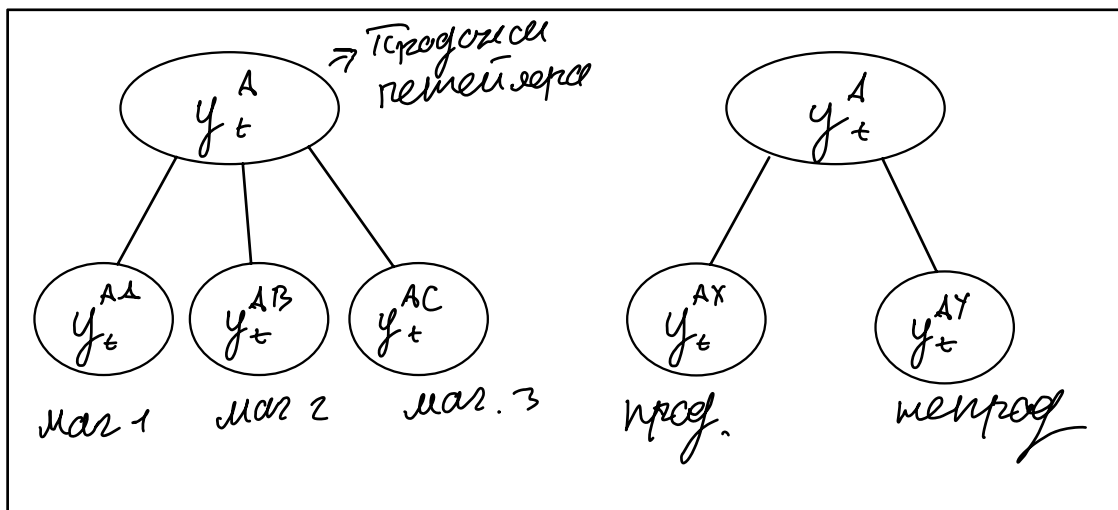 y_t^A
→ Продажи
ретейлера
y_t^A
y_t^{AA} y_t^{AB} y_t^{AC}
маг 1 маг 2 маг. 3
y_t^{AX} y_t^{AY}
прод. непрод